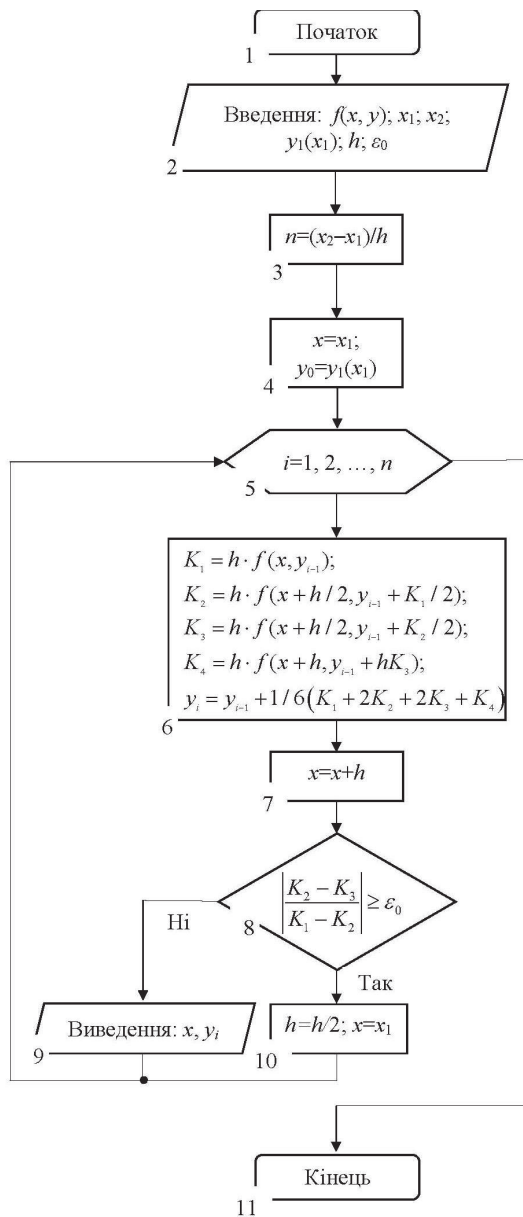 Початок
1
Введення: f(x, y); x₁; x₂;
y₁(x₁); h; ε₀
2
n=(x₂–x₁)/h
3
x=x₁;
y₀=y₁(x₁)
4
i=1, 2, …, n
5
K₁ = h · f(x, yᵢ₋₁);
K₂ = h · f(x + h / 2, yᵢ₋₁ + K₁ / 2);
K₃ = h · f(x + h / 2, yᵢ₋₁ + K₂ / 2);
K₄ = h · f(x + h, yᵢ₋₁ + hK₃);
yᵢ = yᵢ₋₁ + 1 / 6(K₁ + 2K₂ + 2K₃ + K₄)
6
x=x+h
7
|(K₂ − K₃)/(K₁ − K₂)| ≥ ε₀
8
Ні
Так
Виведення: x, yᵢ
9
h=h/2; x=x₁
10
Кінець
11